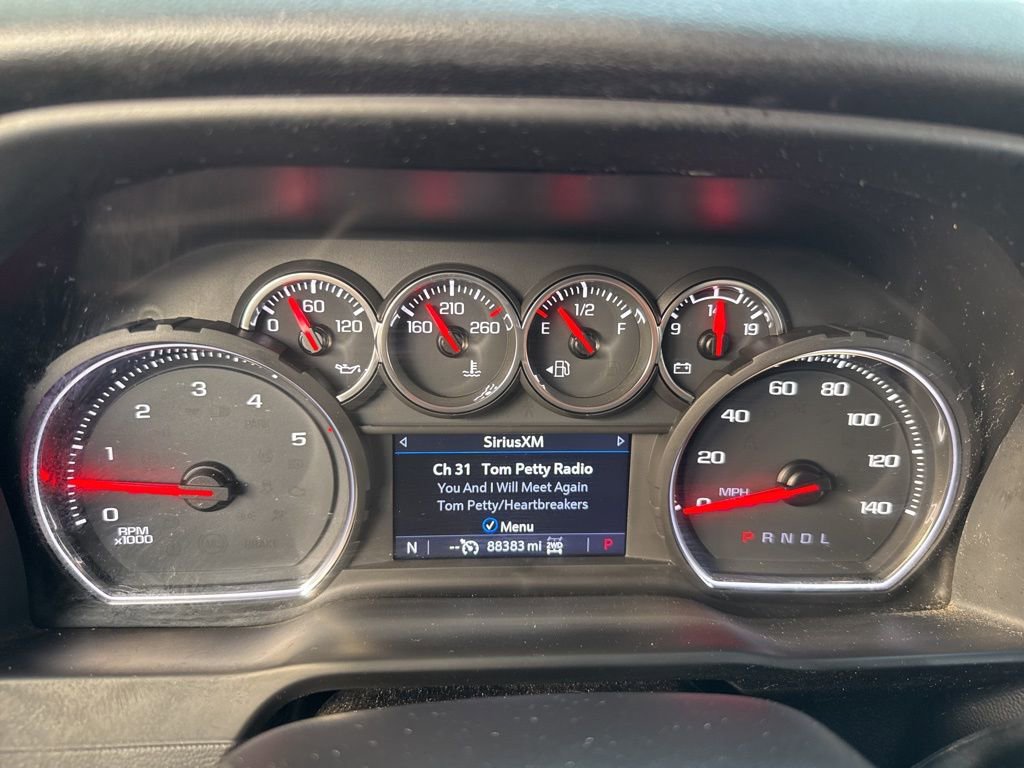 0 60 120
160 210 260
E 1/2 F
9 14 19
0 1 2 3 4 5
RPM
x1000
SiriusXM
Ch 31 Tom Petty Radio
You And I Will Meet Again
Tom Petty/Heartbreakers
Menu
N -- 88383 mi 2WD P
0 20 40 60 80 100 120 140
MPH
P R N D L